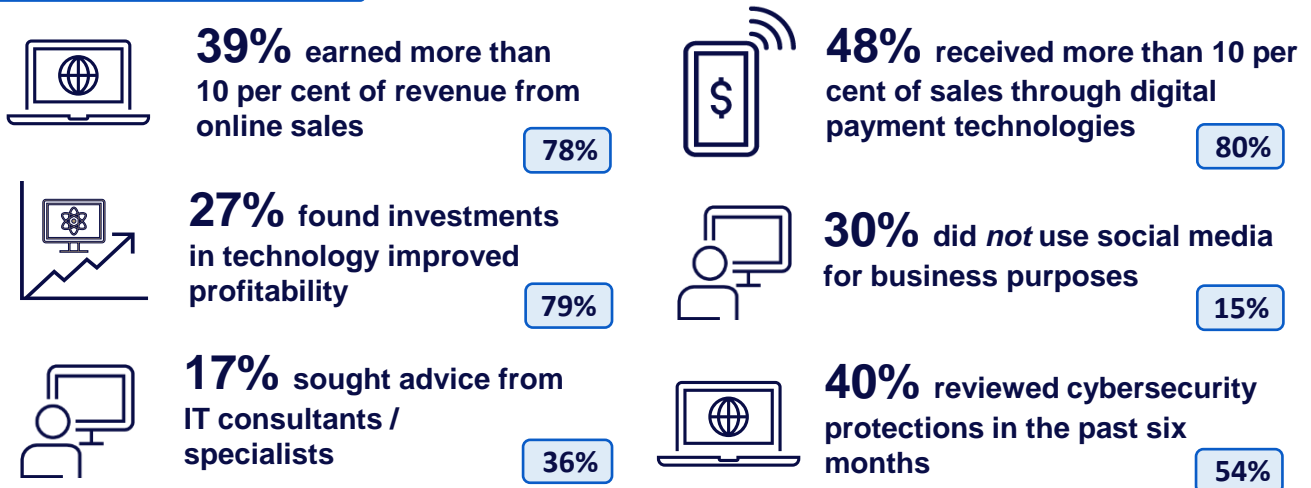 39% earned more than
10 per cent of revenue from
online sales
78%
48% received more than 10 per
cent of sales through digital
payment technologies
80%
27% found investments
in technology improved
profitability
79%
30% did not use social media
for business purposes
15%
17% sought advice from
IT consultants /
specialists
36%
40% reviewed cybersecurity
protections in the past six
months
54%
$